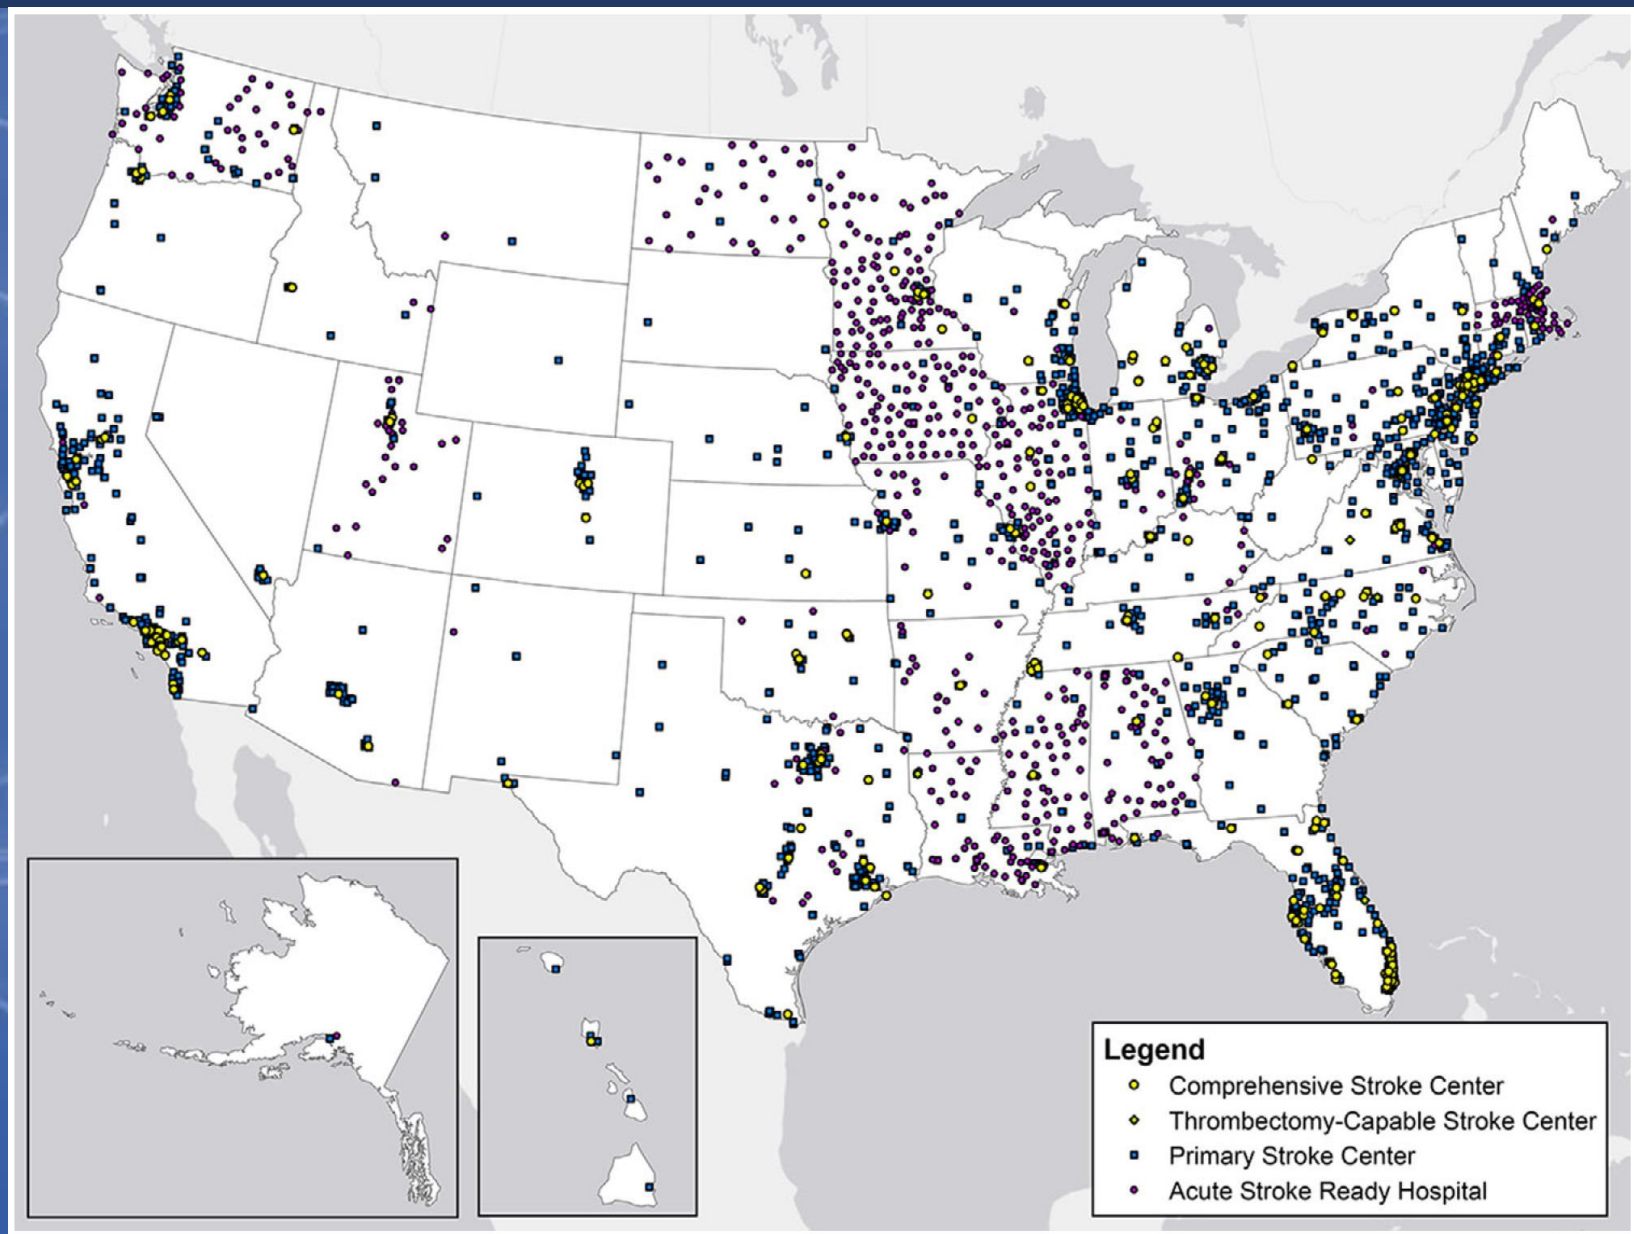 Legend
Comprehensive Stroke Center
Thrombectomy-Capable Stroke Center
Primary Stroke Center
Acute Stroke Ready Hospital